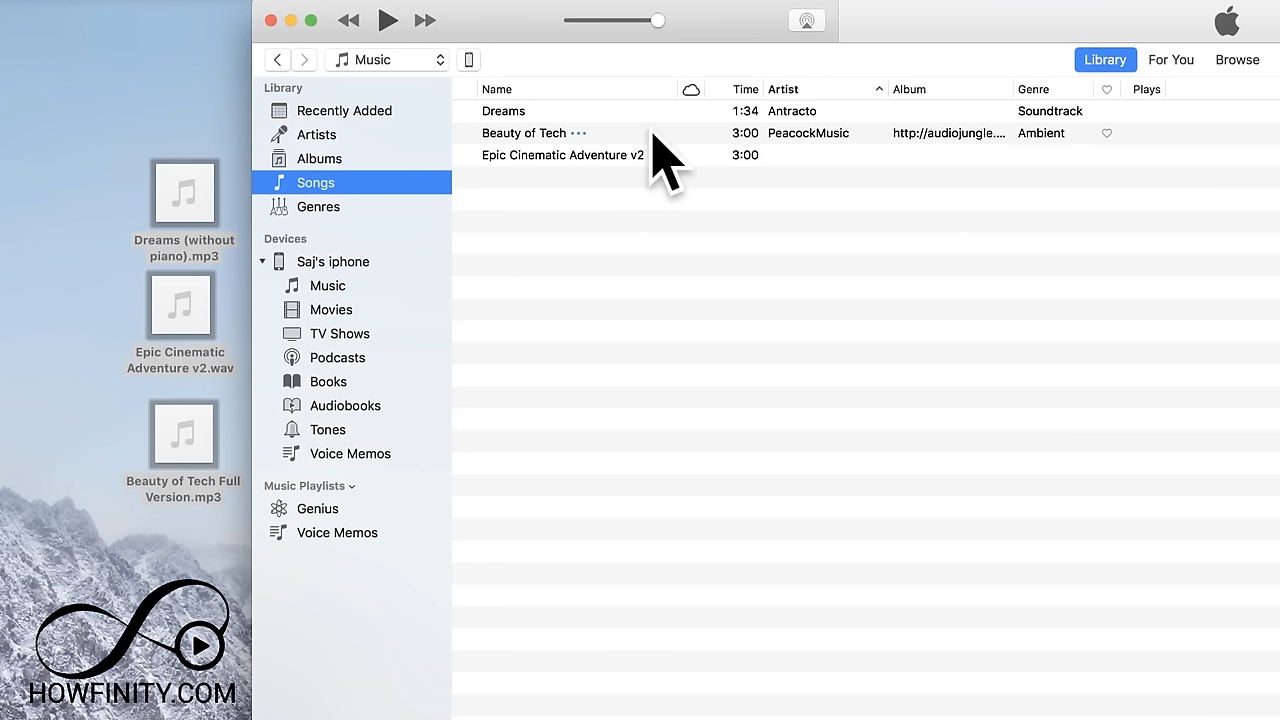 Music
Library
For You
Browse
Library
Recently Added
Artists
Albums
Songs
Genres
Devices
Saj's iphone
Music
Movies
TV Shows
Podcasts
Books
Audiobooks
Tones
Voice Memos
Music Playlists
Genius
Voice Memos
Name Time Artist Album Genre Plays
Dreams 1:34 Antracto Soundtrack
Beauty of Tech ••• 3:00 PeacockMusic http://audiojungle.... Ambient
Epic Cinematic Adventure v2 3:00
Dreams (without
piano).mp3
Epic Cinematic
Adventure v2.wav
Beauty of Tech Full
Version.mp3
HOWFINITY.COM